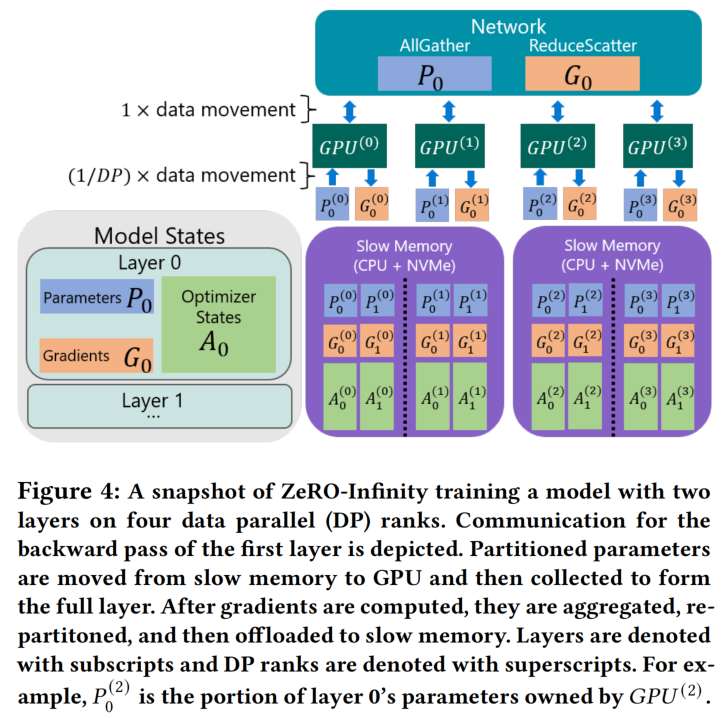 Network
AllGather ReduceScatter
P₀ G₀
1 × data movement
GPU⁽⁰⁾ GPU⁽¹⁾ GPU⁽²⁾ GPU⁽³⁾
(1/DP) × data movement
P₀⁽⁰⁾ G₀⁽⁰⁾ P₀⁽¹⁾ G₀⁽¹⁾ P₀⁽²⁾ G₀⁽²⁾ P₀⁽³⁾ G₀⁽³⁾
Model States
Layer 0
Parameters P₀
Optimizer
States
A₀
Gradients G₀
Layer 1
...
Slow Memory
(CPU + NVMe)
P₀⁽⁰⁾ P₁⁽⁰⁾ P₀⁽¹⁾ P₁⁽¹⁾
G₀⁽⁰⁾ G₁⁽⁰⁾ G₀⁽¹⁾ G₁⁽¹⁾
A₀⁽⁰⁾ A₁⁽⁰⁾ A₀⁽¹⁾ A₁⁽¹⁾
Slow Memory
(CPU + NVMe)
P₀⁽²⁾ P₁⁽²⁾ P₀⁽³⁾ P₁⁽³⁾
G₀⁽²⁾ G₁⁽²⁾ G₀⁽³⁾ G₁⁽³⁾
A₀⁽²⁾ A₁⁽²⁾ A₀⁽³⁾ A₁⁽³⁾
Figure 4: A snapshot of ZeRO-Infinity training a model with two
layers on four data parallel (DP) ranks. Communication for the
backward pass of the first layer is depicted. Partitioned parameters
are moved from slow memory to GPU and then collected to form
the full layer. After gradients are computed, they are aggregated, re-
partitoned, and then offloaded to slow memory. Layers are denoted
with subscripts and DP ranks are denoted with superscripts. For ex-
ample, P₀⁽²⁾ is the portion of layer 0's parameters owned by GPU⁽²⁾.